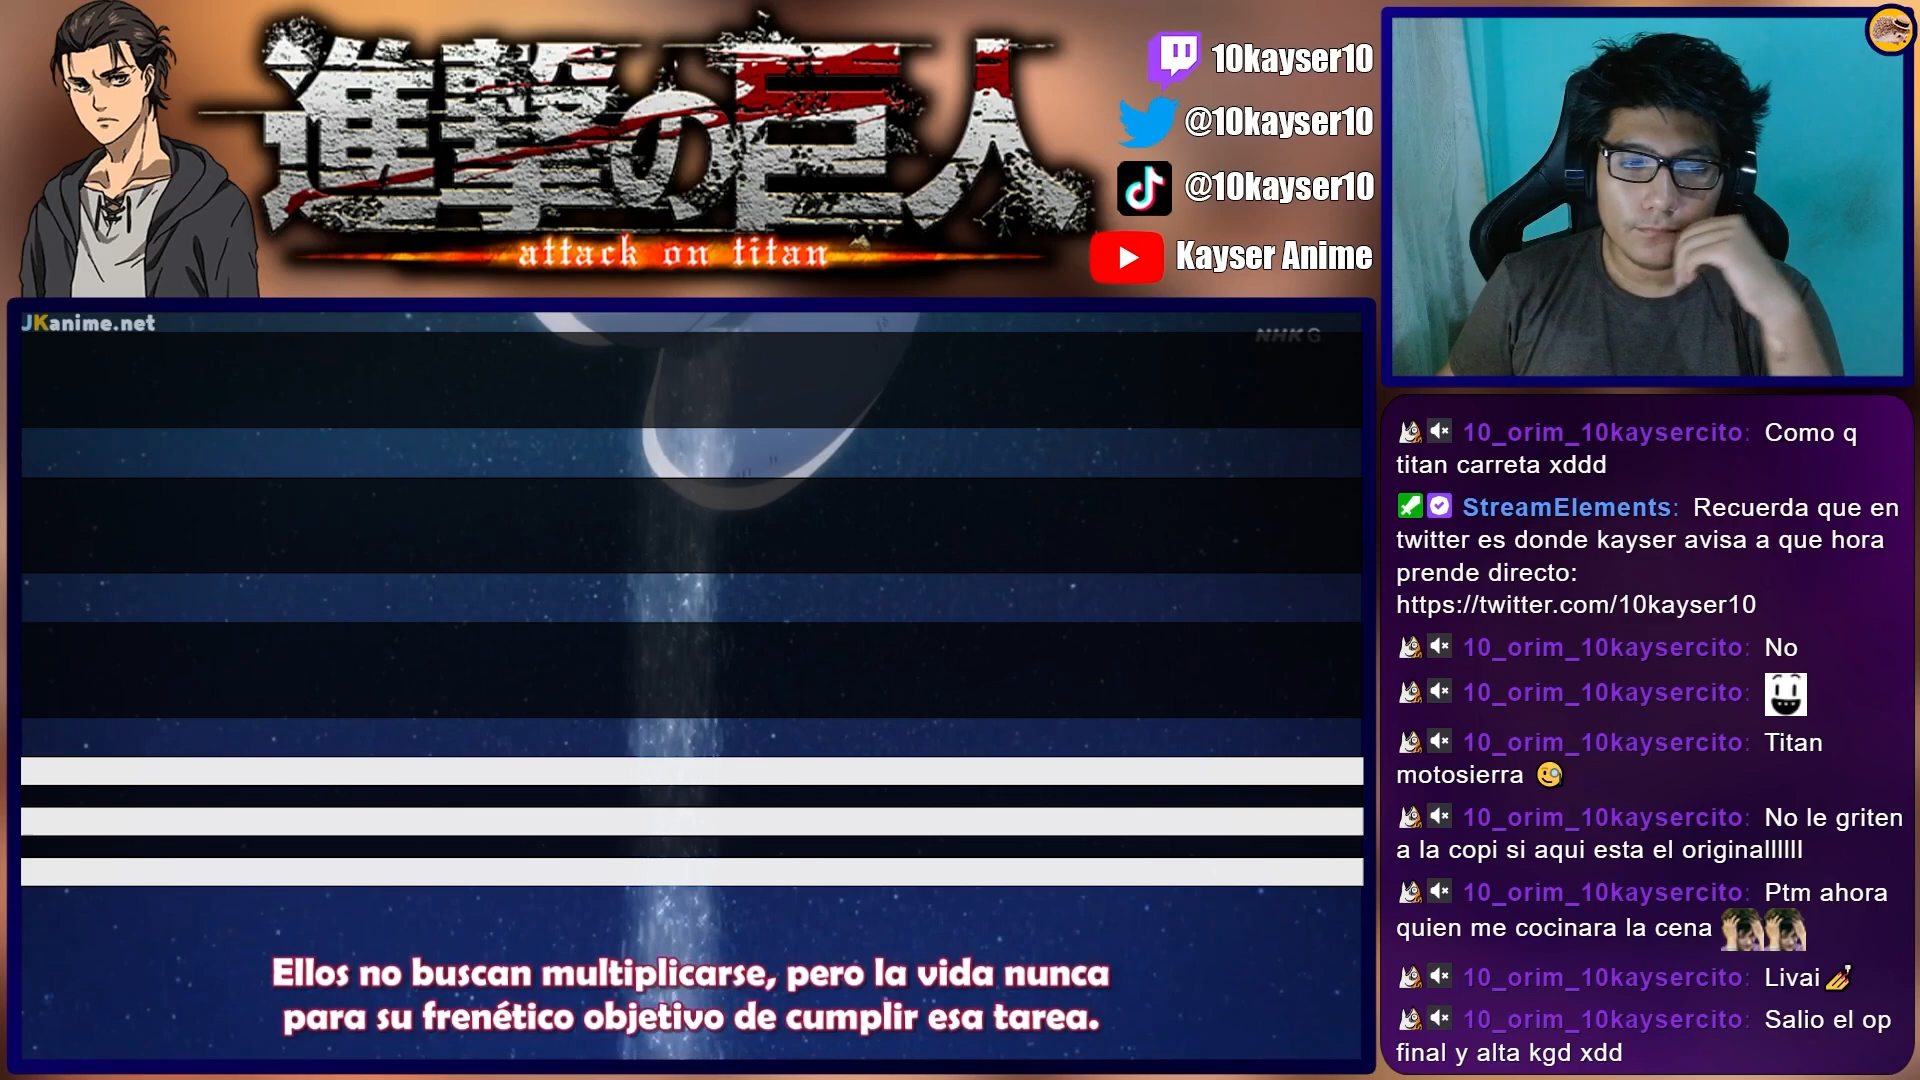 進撃の巨人
attack on titan
10kayser10
@10kayser10
@10kayser10
Kayser Anime
JKanime.net
NHK G
Ellos no buscan multiplicarse, pero la vida nunca
para su frenético objetivo de cumplir esa tarea.
10_orim_10kaysercito: Como q
titan carreta xddd
StreamElements: Recuerda que en
twitter es donde kayser avisa a que hora
prende directo:
https://twitter.com/10kayser10
10_orim_10kaysercito: No
10_orim_10kaysercito:
10_orim_10kaysercito: Titan
motosierra 🧐
10_orim_10kaysercito: No le griten
a la copi si aqui esta el originallllll
10_orim_10kaysercito: Ptm ahora
quien me cocinara la cena
10_orim_10kaysercito: Livai💅
10_orim_10kaysercito: Salio el op
final y alta kgd xdd